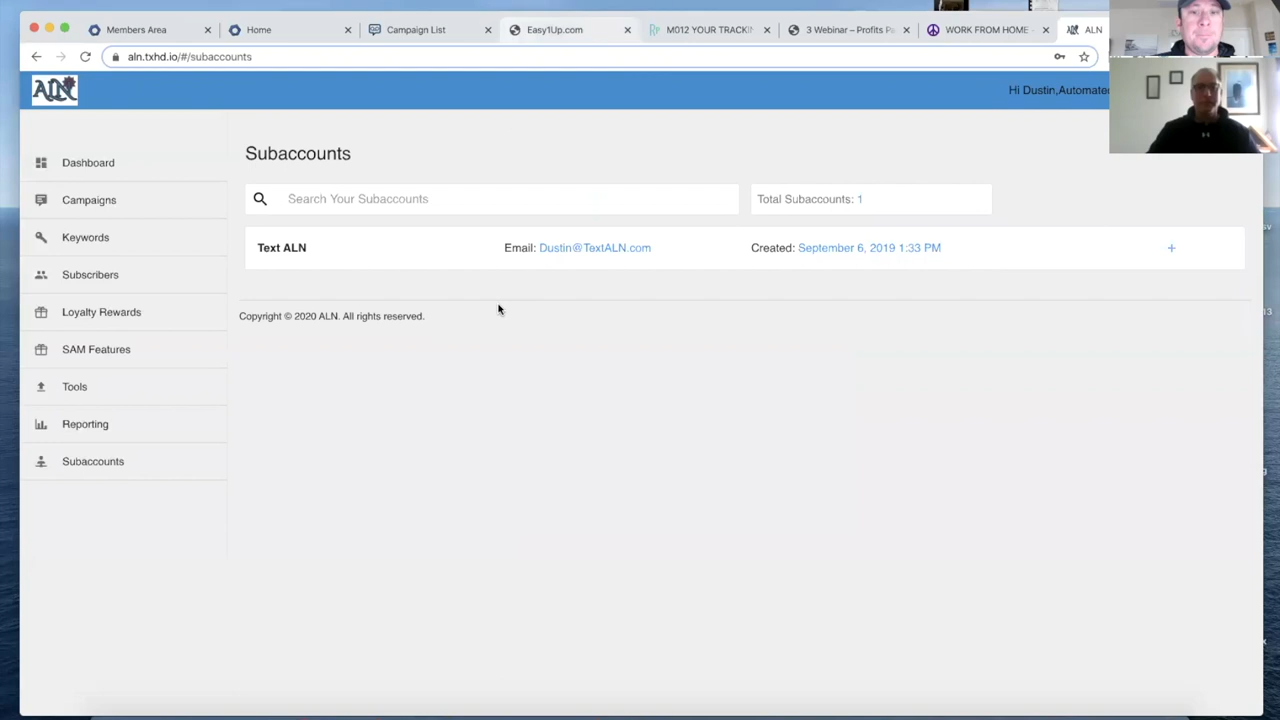 Members Area
Home
Campaign List
Easy1Up.com
M012 YOUR TRACKIN
3 Webinar – Profits Pa
WORK FROM HOME -
ALN
aln.txhd.io/#/subaccounts
ALN
Hi Dustin,Automate
Dashboard
Campaigns
Keywords
Subscribers
Loyalty Rewards
SAM Features
Tools
Reporting
Subaccounts
Subaccounts
Search Your Subaccounts
Total Subaccounts: 1
Text ALN
Email: Dustin@TextALN.com
Created: September 6, 2019 1:33 PM
+
Copyright © 2020 ALN. All rights reserved.
sv
13